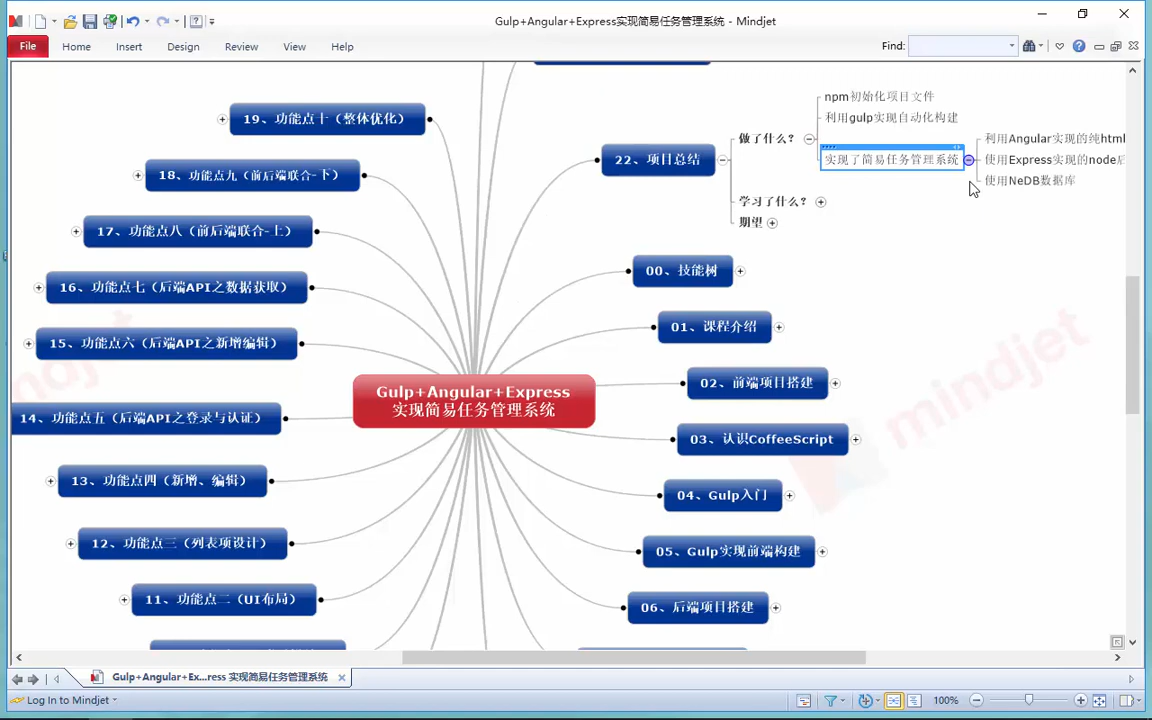 Gulp+Angular+Express实现简易任务管理系统 - Mindjet
File Home Insert Design Review View Help
Find:
19、功能点十（整体优化）
18、功能点九（前后端联合-下）
17、功能点八（前后端联合-上）
16、功能点七（后端API之数据获取）
15、功能点六（后端API之新增编辑）
14、功能点五（后端API之登录与认证）
13、功能点四（新增、编辑）
12、功能点三（列表项设计）
11、功能点二（UI布局）
Gulp+Angular+Express
实现简易任务管理系统
22、项目总结
做了什么？
npm初始化项目文件
利用gulp实现自动化构建
实现了简易任务管理系统
利用Angular实现的纯html
使用Express实现的node后
使用NeDB数据库
学习了什么？
期望
00、技能树
01、课程介绍
02、前端项目搭建
03、认识CoffeeScript
04、Gulp入门
05、Gulp实现前端构建
06、后端项目搭建
mindjet
Gulp+Angular+Ex...ress 实现简易任务管理系统
Log In to Mindjet
100%